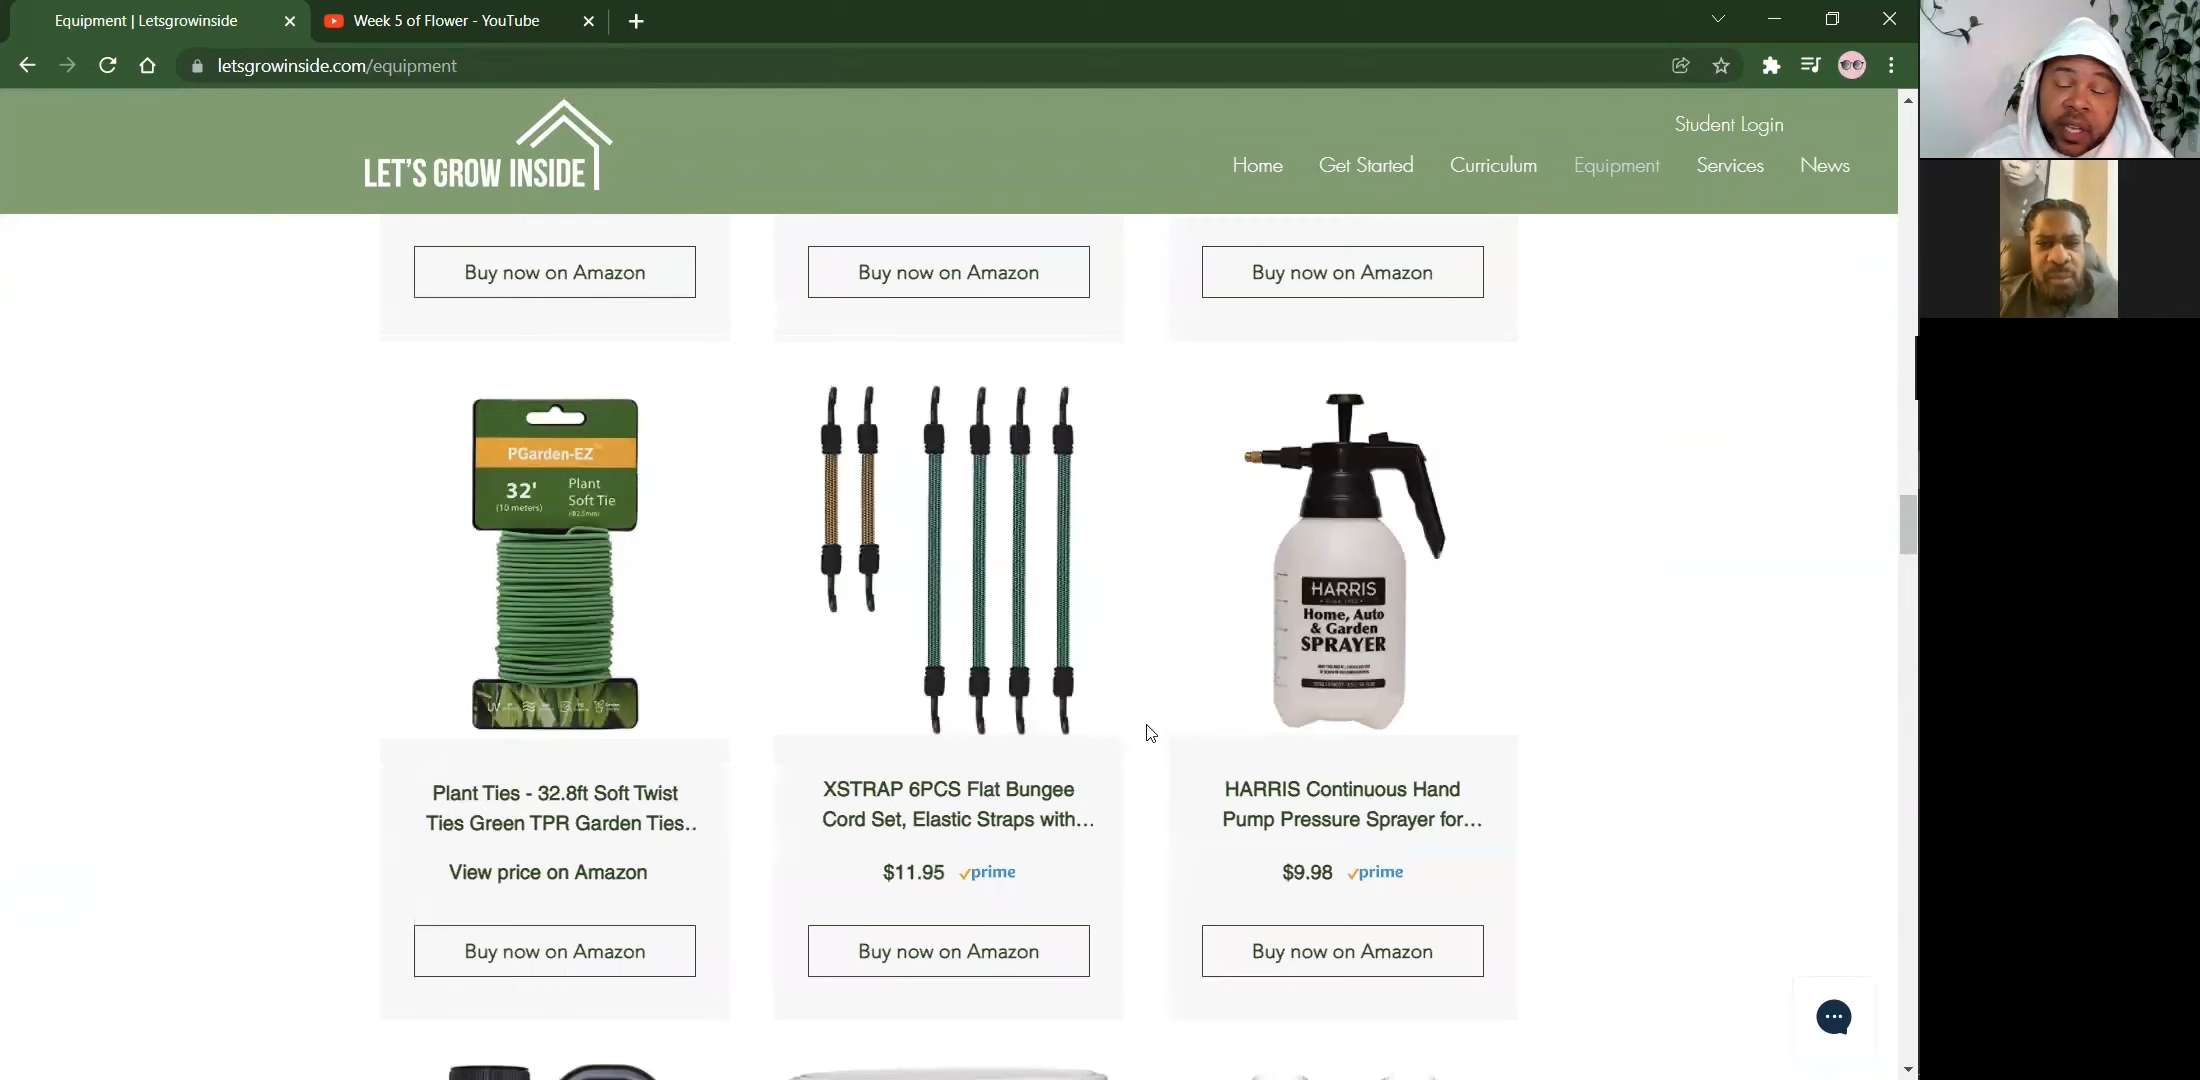 Equipment | Letsgrowinside
Week 5 of Flower - YouTube
letsgrowinside.com/equipment
LET'S GROW INSIDE
Student Login
Home Get Started Curriculum Equipment Services News
Buy now on Amazon
Buy now on Amazon
Buy now on Amazon
PGarden-EZ
32'
(10 meters)
Plant
Soft Tie
HARRIS
Home, Auto
& Garden
SPRAYER
Plant Ties - 32.8ft Soft Twist
Ties Green TPR Garden Ties..
View price on Amazon
Buy now on Amazon
XSTRAP 6PCS Flat Bungee
Cord Set, Elastic Straps with...
$11.95 prime
Buy now on Amazon
HARRIS Continuous Hand
Pump Pressure Sprayer for...
$9.98 prime
Buy now on Amazon